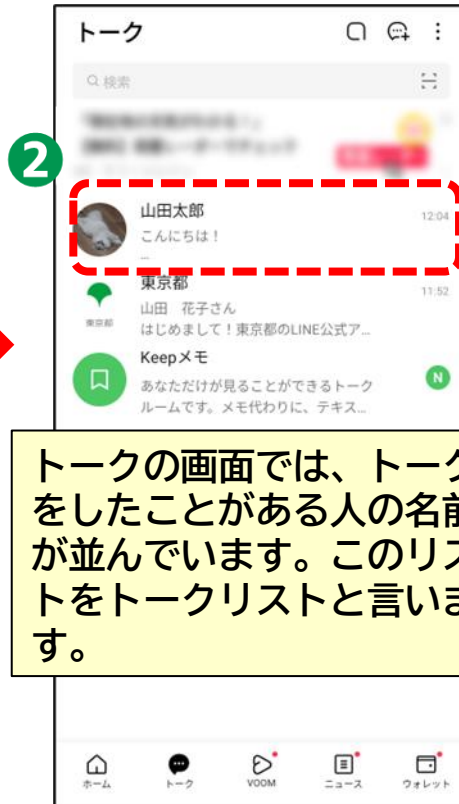 トーク
検索
2
山田太郎
12:04
こんにちは！
...
東京都
11:52
山田 花子さん
東京都
はじめまして！東京都のLINE公式ア...
Keepメモ
あなただけが見ることができるトーク
N
ルームです。メモ代わりに、テキス...
トークの画面では、トーク
をしたことがある人の名前
が並んでいます。このリス
トをトークリストと言いま
す。
ホーム
トーク
VOOM
ニュース
ウォレット